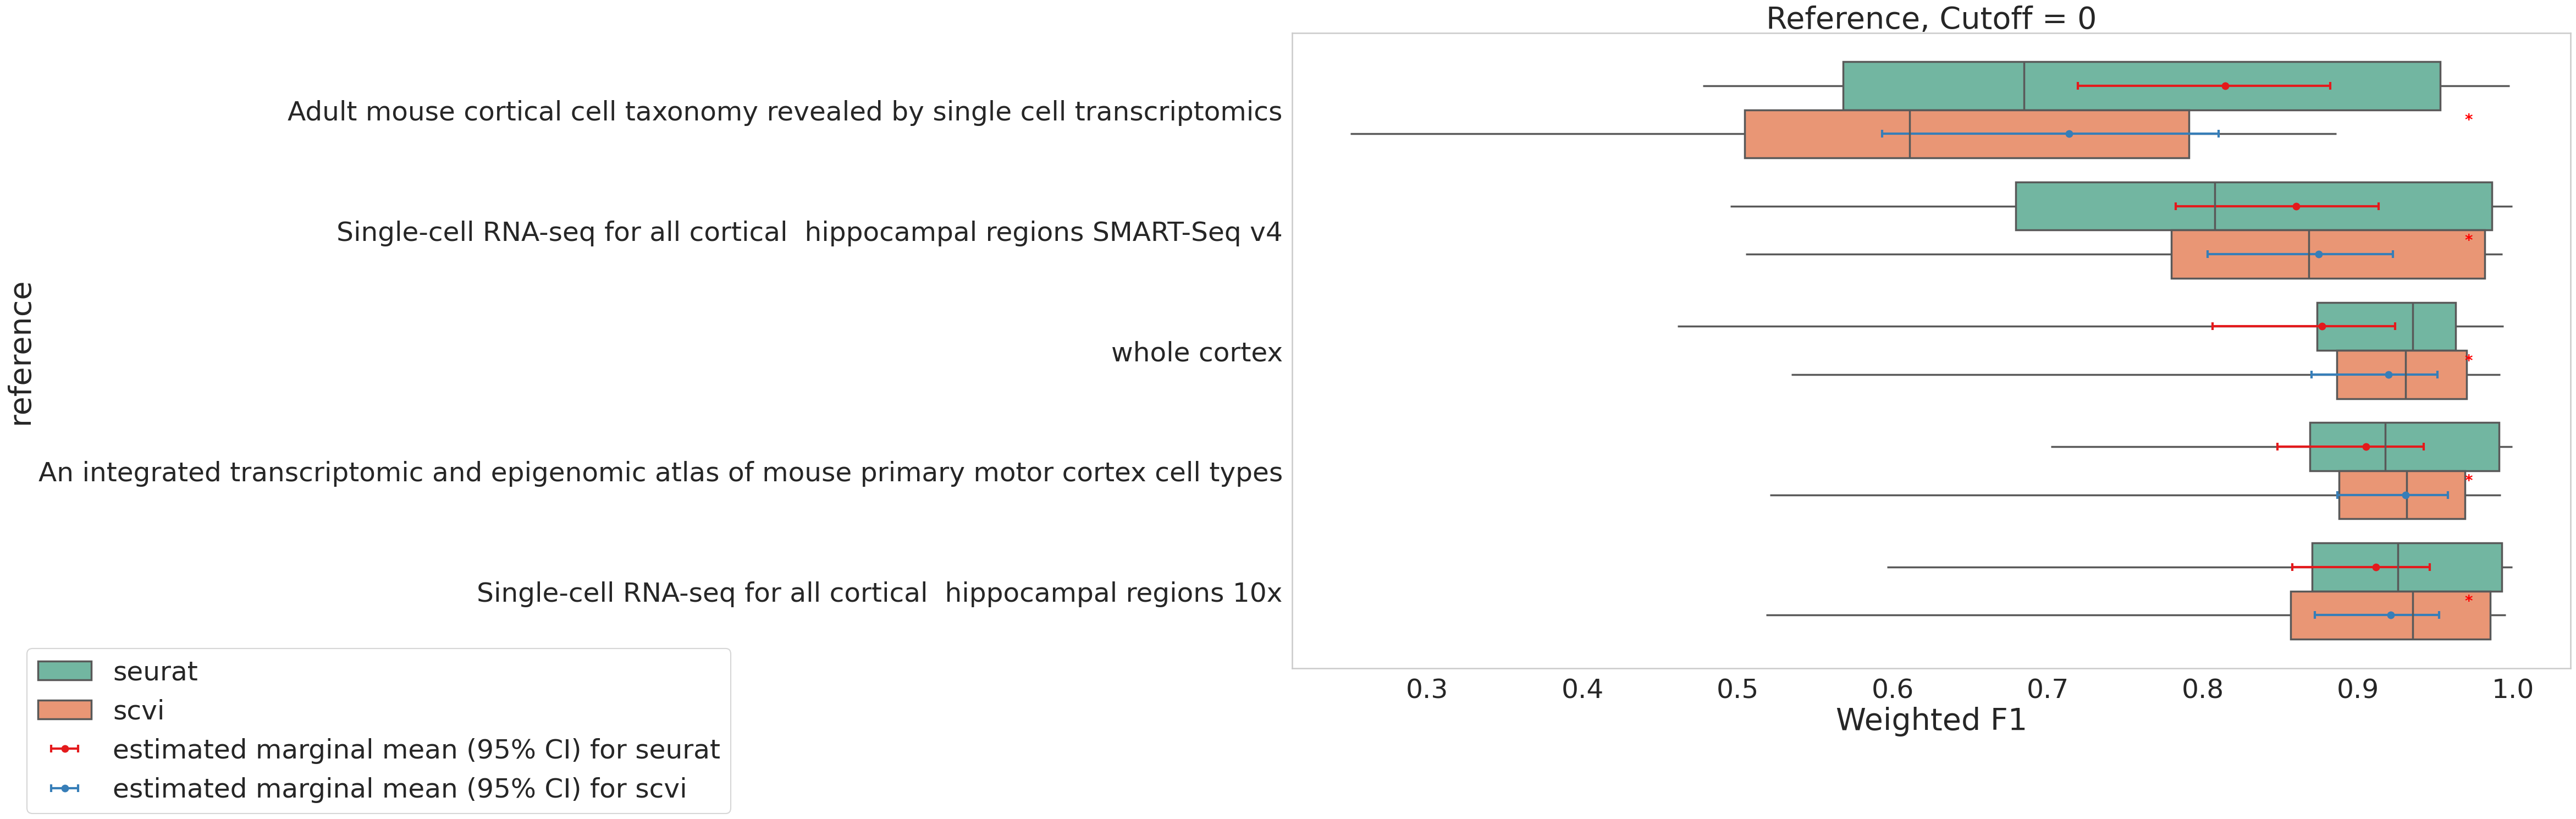 Reference, Cutoff = 0
reference
Adult mouse cortical cell taxonomy revealed by single cell transcriptomics
*
Single-cell RNA-seq for all cortical  hippocampal regions SMART-Seq v4
*
whole cortex
*
An integrated transcriptomic and epigenomic atlas of mouse primary motor cortex cell types
*
Single-cell RNA-seq for all cortical  hippocampal regions 10x
*
0.3 0.4 0.5 0.6 0.7 0.8 0.9 1.0
Weighted F1
seurat
scvi
estimated marginal mean (95% CI) for seurat
estimated marginal mean (95% CI) for scvi